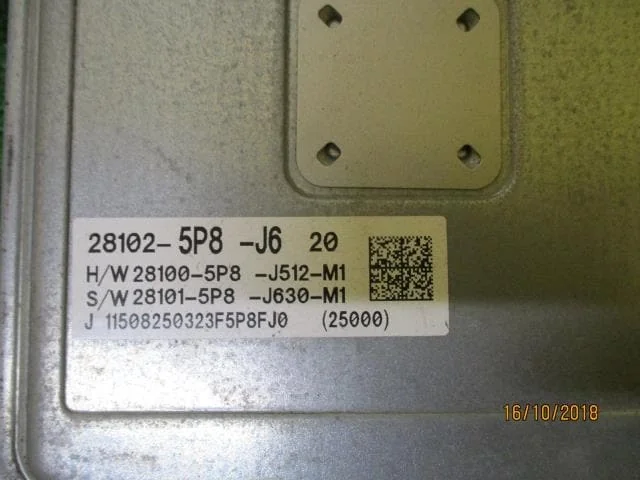 28102-5P8 -J6 20
H/W 28100-5P8 -J512-M1
S/W 28101-5P8 -J630-M1
J 11508250323F5P8FJ0 (25000)
16/10/2018